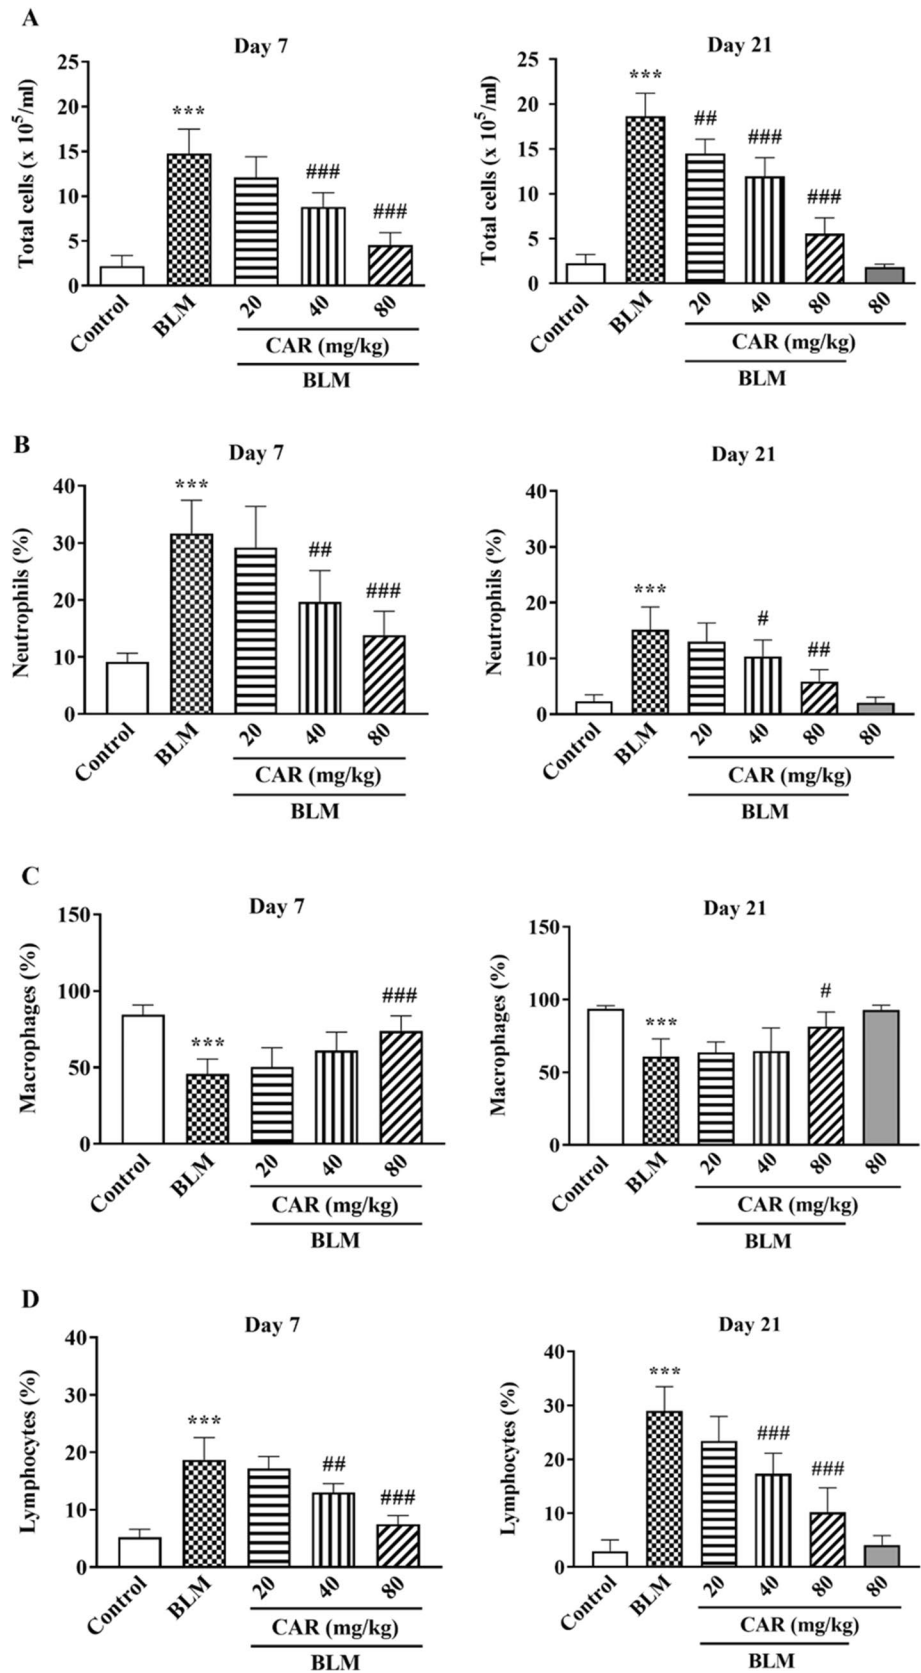 A
Day 7
Total cells (x 10⁵/ml)
25
20
15
10
5
0
***
###
###
Control
BLM
20
40
80
CAR (mg/kg)
BLM
Day 21
Total cells (x 10⁵/ml)
25
20
15
10
5
0
***
##
###
###
Control
BLM
20
40
80
80
CAR (mg/kg)
BLM
B
Day 7
Neutrophils (%)
40
30
20
10
0
***
##
###
Control
BLM
20
40
80
CAR (mg/kg)
BLM
Day 21
Neutrophils (%)
40
30
20
10
0
***
#
##
Control
BLM
20
40
80
80
CAR (mg/kg)
BLM
C
Day 7
Macrophages (%)
150
100
50
0
***
###
Control
BLM
20
40
80
CAR (mg/kg)
BLM
Day 21
Macrophages (%)
150
100
50
0
***
#
Control
BLM
20
40
80
80
CAR (mg/kg)
BLM
D
Day 7
Lymphocytes (%)
40
30
20
10
0
***
##
###
Control
BLM
20
40
80
CAR (mg/kg)
BLM
Day 21
Lymphocytes (%)
40
30
20
10
0
***
###
###
Control
BLM
20
40
80
80
CAR (mg/kg)
BLM